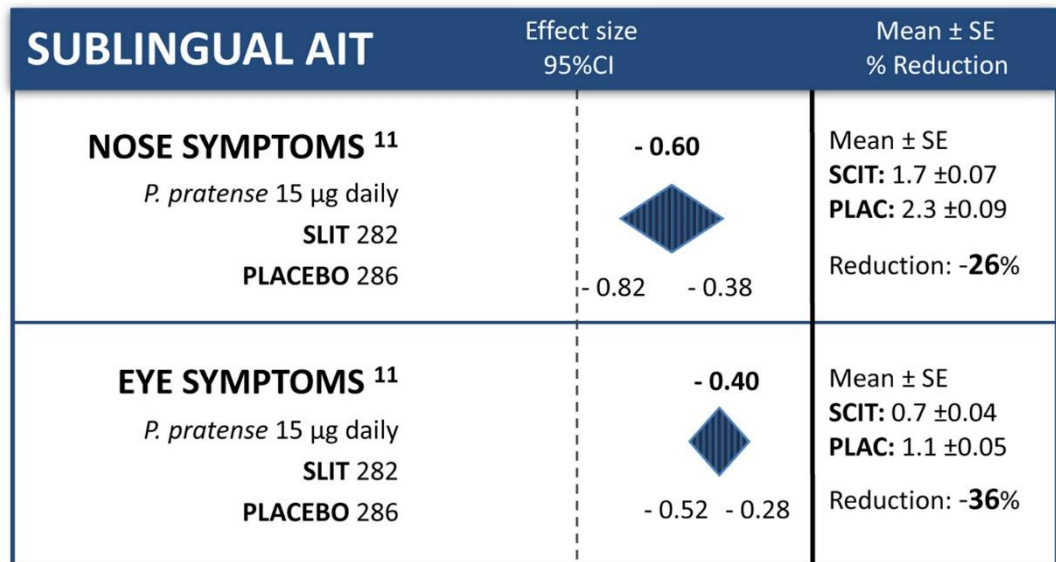 SUBLINGUAL AIT
Effect size
95%CI
Mean ± SE
% Reduction
NOSE SYMPTOMS 11
P. pratense 15 µg daily
SLIT 282
PLACEBO 286
- 0.60
- 0.82 - 0.38
Mean ± SE
SCIT: 1.7 ±0.07
PLAC: 2.3 ±0.09
Reduction: -26%
EYE SYMPTOMS 11
P. pratense 15 µg daily
SLIT 282
PLACEBO 286
- 0.40
- 0.52 - 0.28
Mean ± SE
SCIT: 0.7 ±0.04
PLAC: 1.1 ±0.05
Reduction: -36%